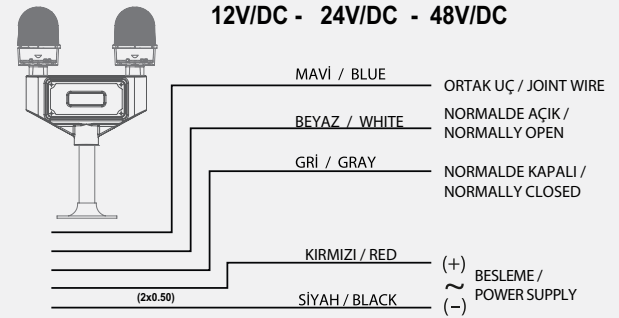 12V/DC - 24V/DC - 48V/DC
MAVİ / BLUE
ORTAK UÇ / JOINT WIRE
BEYAZ / WHITE
NORMALDE AÇIK /
NORMALLY OPEN
GRİ / GRAY
NORMALDE KAPALI /
NORMALLY CLOSED
KIRMIZI / RED
(+)
~
BESLEME /
POWER SUPPLY
(2x0.50)
SİYAH / BLACK
(−)